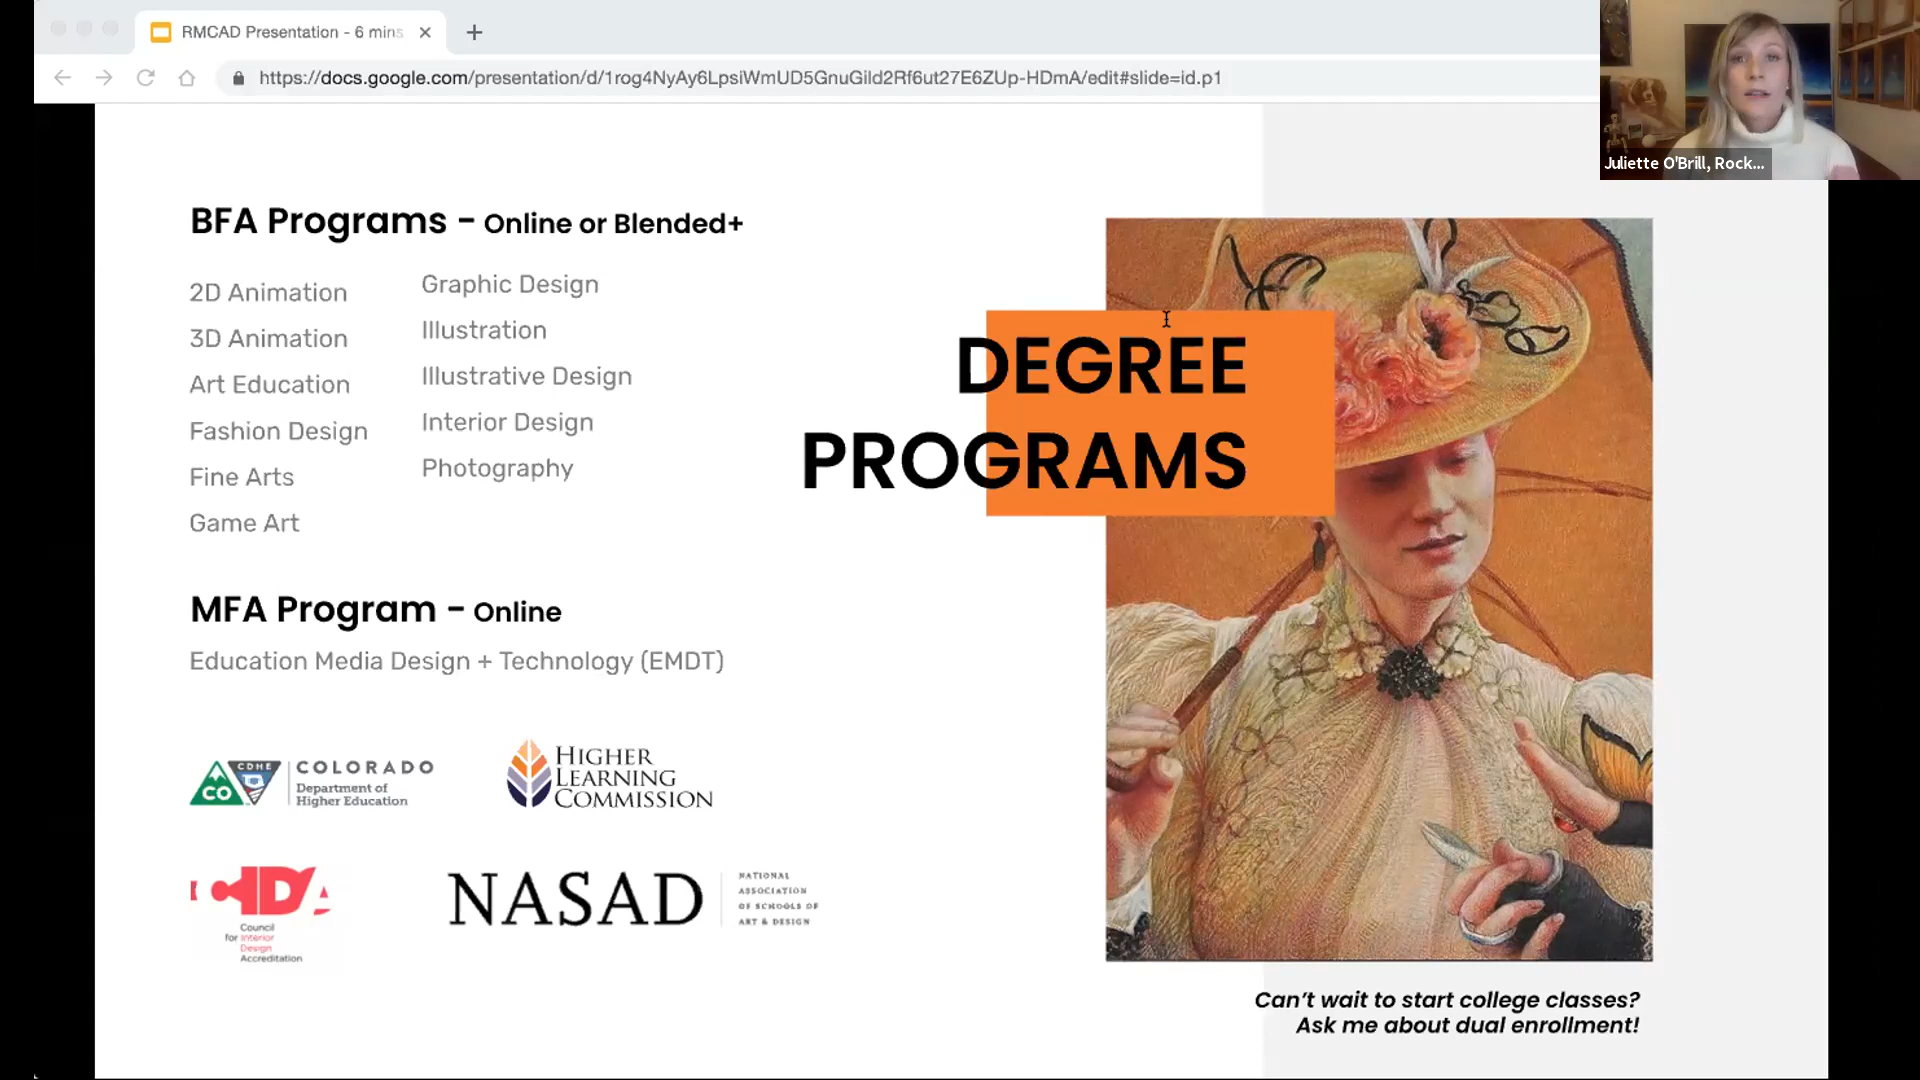 RMCAD Presentation - 6 mins
https://docs.google.com/presentation/d/1rog4NyAy6LpsiWmUD5GnuGild2Rf6ut27E6ZUp-HDmA/edit#slide=id.p1
Juliette O'Brill, Rock...
BFA Programs - Online or Blended+
2D Animation
3D Animation
Art Education
Fashion Design
Fine Arts
Game Art
Graphic Design
Illustration
Illustrative Design
Interior Design
Photography
DEGREE
PROGRAMS
MFA Program - Online
Education Media Design + Technology (EMDT)
CO
CDHE
COLORADO
Department of
Higher Education
HIGHER
LEARNING
COMMISSION
CIDA
Council
for Interior
Design
Accreditation
NASAD
NATIONAL
ASSOCIATION
OF SCHOOLS OF
ART & DESIGN
Can't wait to start college classes?
Ask me about dual enrollment!